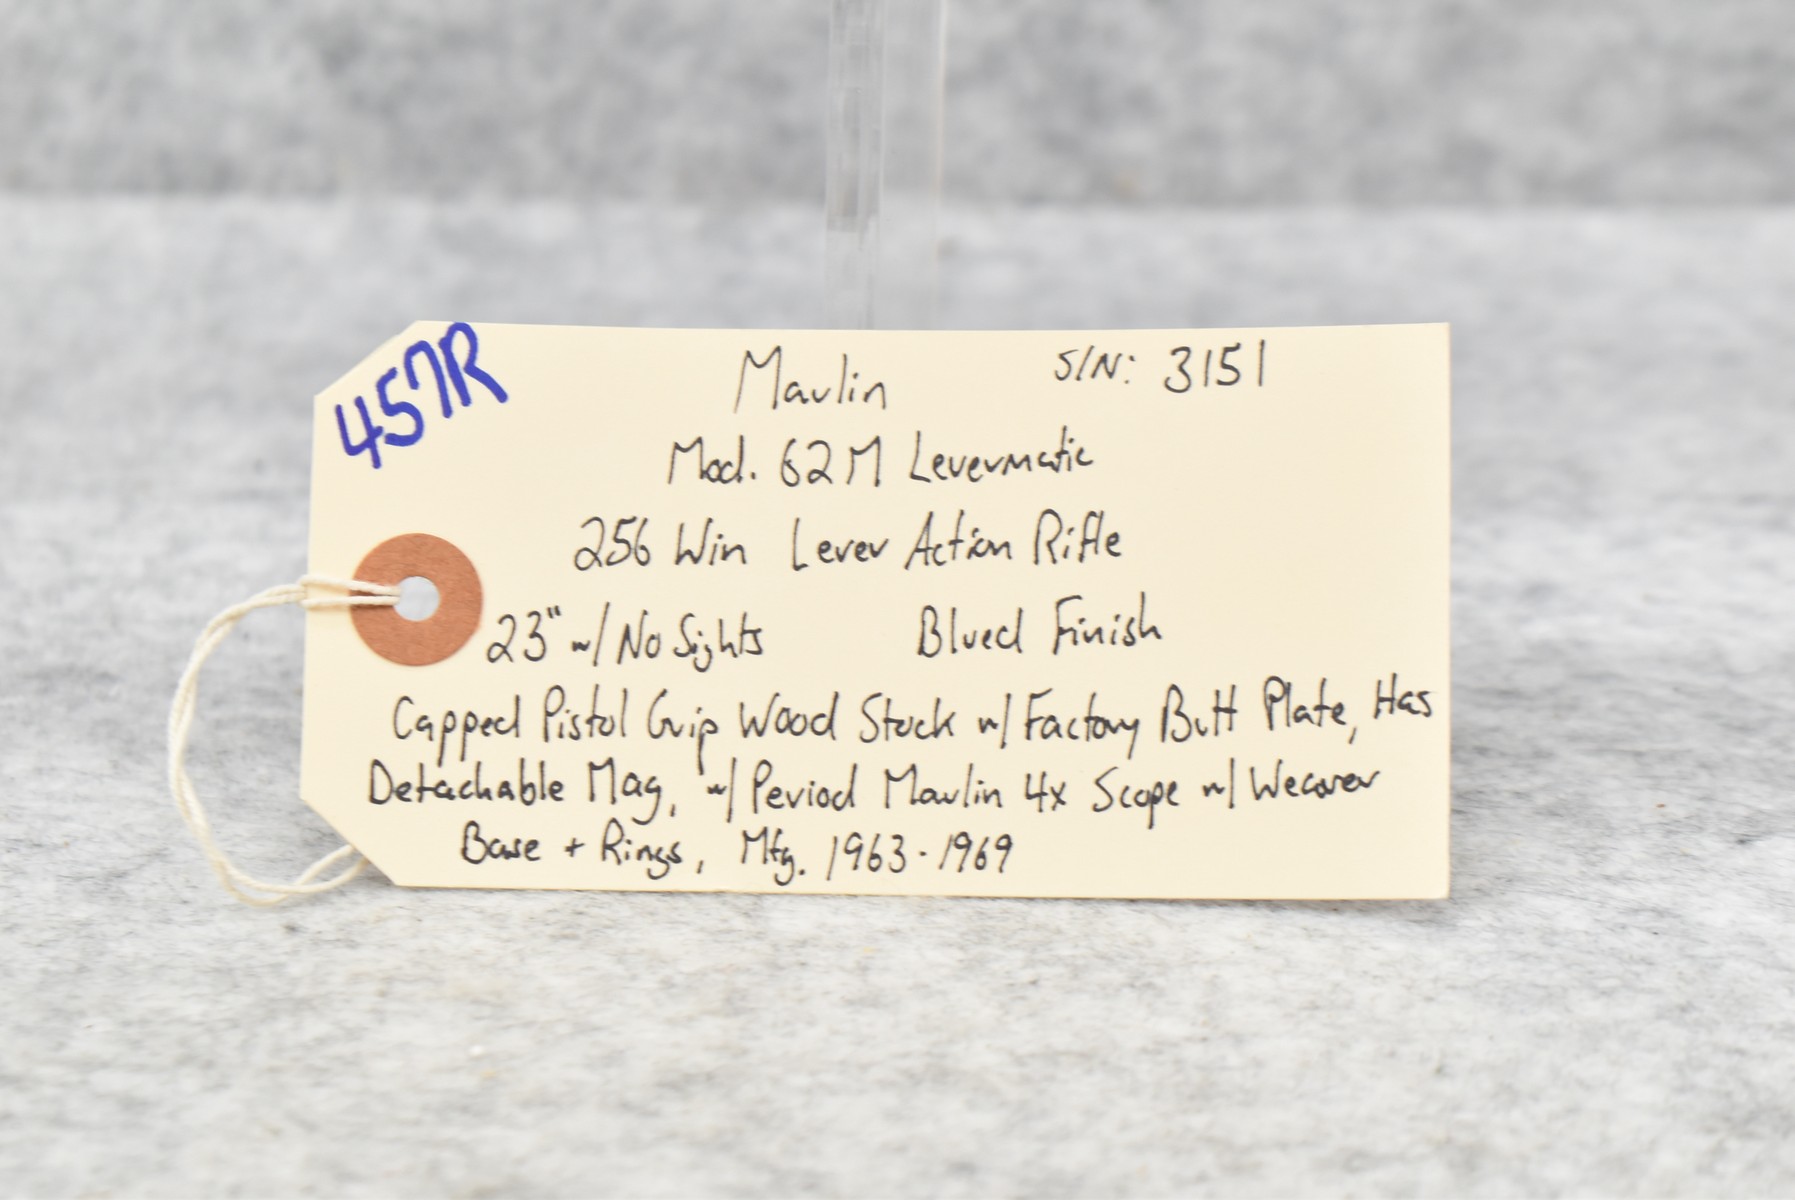 457R
Marlin S/N: 3151
Mod. 62M Levermatic
256 Win Lever Action Rifle
23" w/ No Sights Blued Finish
Capped Pistol Grip Wood Stock w/ Factory Butt Plate, Has
Detachable Mag, w/ Period Marlin 4x Scope w/ Weaver
Base + Rings, Mfg. 1963-1969